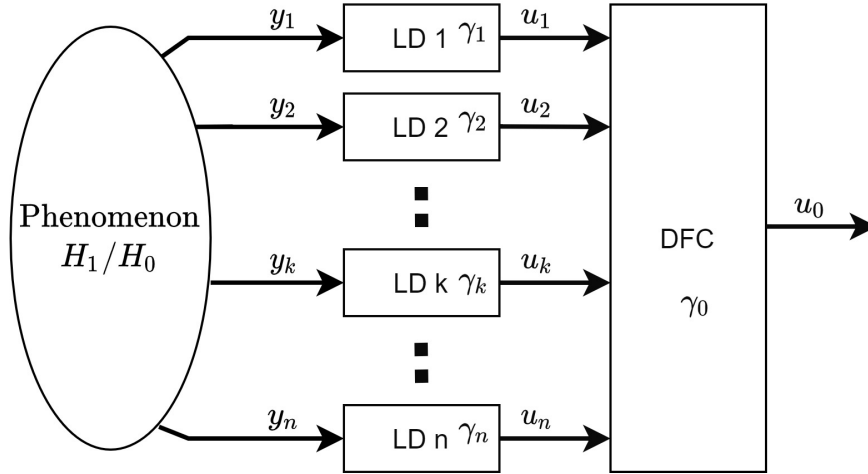 y₁ LD 1 γ₁ u₁
y₂ LD 2 γ₂ u₂
Phenomenon
H₁/H₀
u₀
DFC
yₖ LD k γₖ uₖ
γ₀
yₙ LD n γₙ uₙ